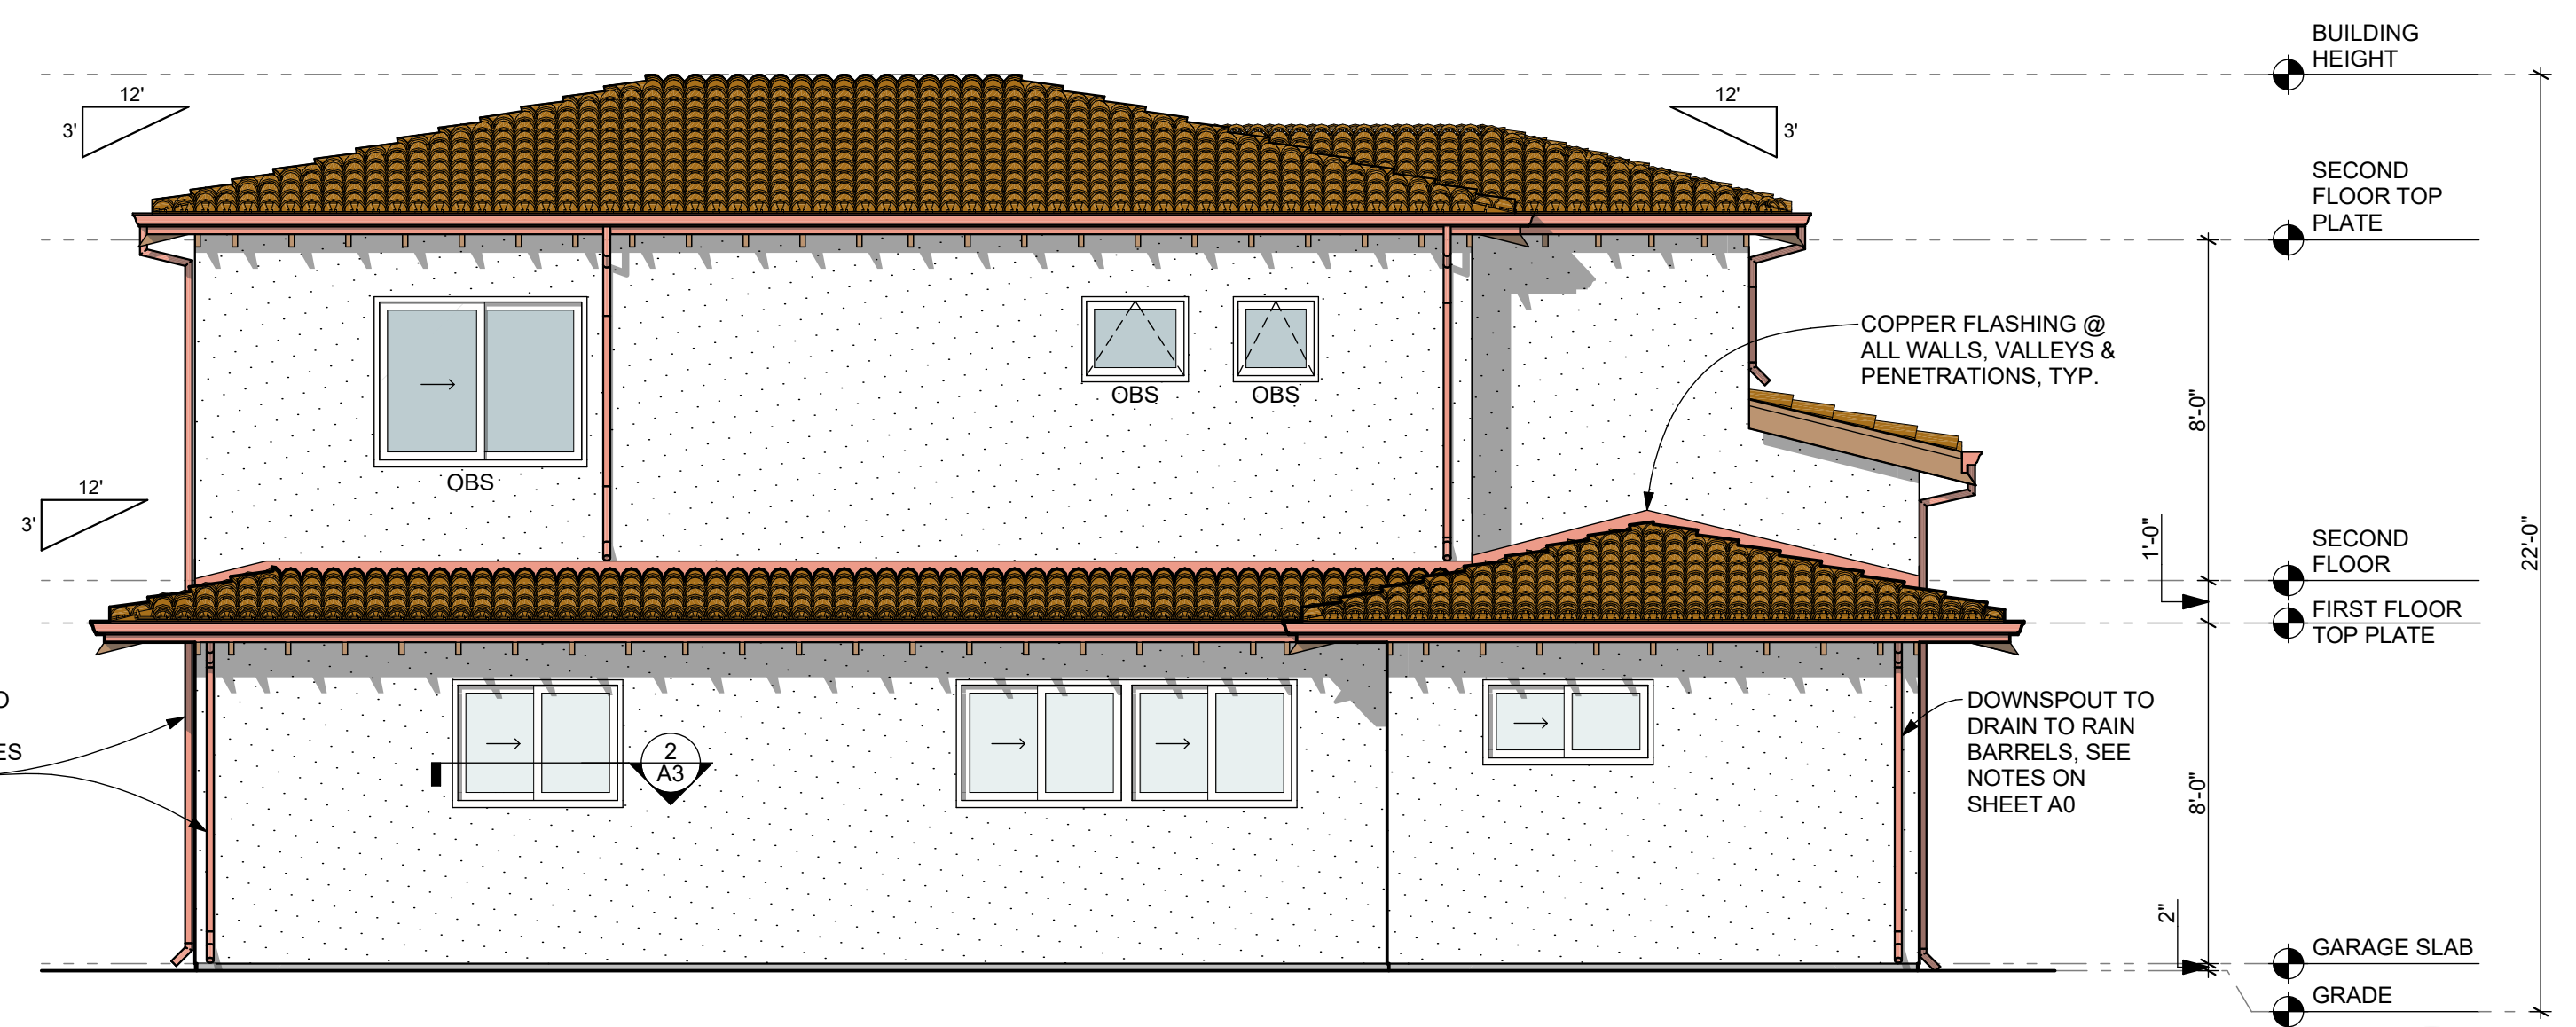 BUILDING
HEIGHT
12'
3'
12'
3'
SECOND
FLOOR TOP
PLATE
COPPER FLASHING @
ALL WALLS, VALLEYS &
PENETRATIONS, TYP.
OBS
OBS
OBS
8'-0"
12'
3'
1'-0"
22'-0"
SECOND
FLOOR
FIRST FLOOR
TOP PLATE
ES
2
A3
DOWNSPOUT TO
DRAIN TO RAIN
BARRELS, SEE
NOTES ON
SHEET A0
8'-0"
2"
GARAGE SLAB
GRADE